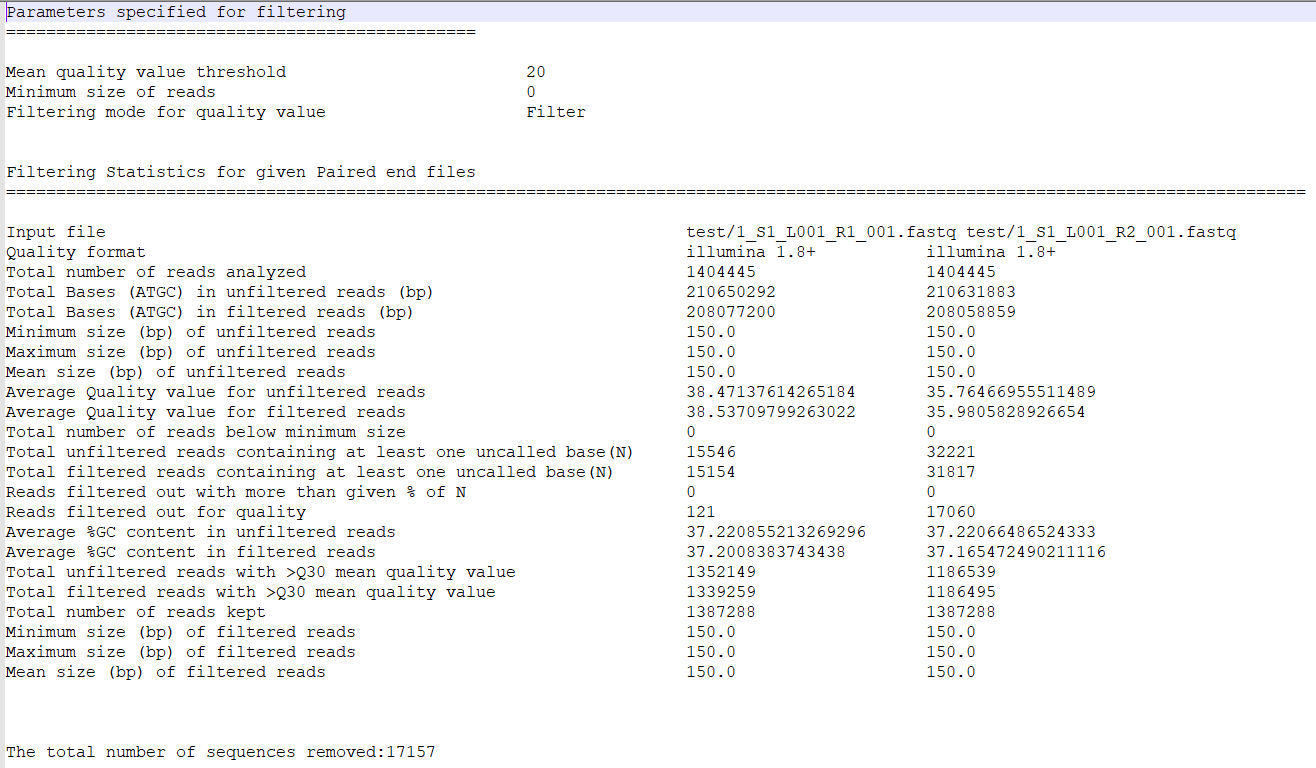 Parameters specified for filtering
===============================================
Mean quality value threshold 20
Minimum size of reads 0
Filtering mode for quality value Filter
Filtering Statistics for given Paired end files
==================================================================================================================================
Input file test/1_S1_L001_R1_001.fastq test/1_S1_L001_R2_001.fastq
Quality format illumina 1.8+ illumina 1.8+
Total number of reads analyzed 1404445 1404445
Total Bases (ATGC) in unfiltered reads (bp) 210650292 210631883
Total Bases (ATGC) in filtered reads (bp) 208077200 208058859
Minimum size (bp) of unfiltered reads 150.0 150.0
Maximum size (bp) of unfiltered reads 150.0 150.0
Mean size (bp) of unfiltered reads 150.0 150.0
Average Quality value for unfiltered reads 38.47137614265184 35.76466955511489
Average Quality value for filtered reads 38.53709799263022 35.9805828926654
Total number of reads below minimum size 0 0
Total unfiltered reads containing at least one uncalled base(N) 15546 32221
Total filtered reads containing at least one uncalled base(N) 15154 31817
Reads filtered out with more than given % of N 0 0
Reads filtered out for quality 121 17060
Average %GC content in unfiltered reads 37.220855213269296 37.22066486524333
Average %GC content in filtered reads 37.2008383743438 37.165472490211116
Total unfiltered reads with >Q30 mean quality value 1352149 1186539
Total filtered reads with >Q30 mean quality value 1339259 1186495
Total number of reads kept 1387288 1387288
Minimum size (bp) of filtered reads 150.0 150.0
Maximum size (bp) of filtered reads 150.0 150.0
Mean size (bp) of filtered reads 150.0 150.0
The total number of sequences removed:17157